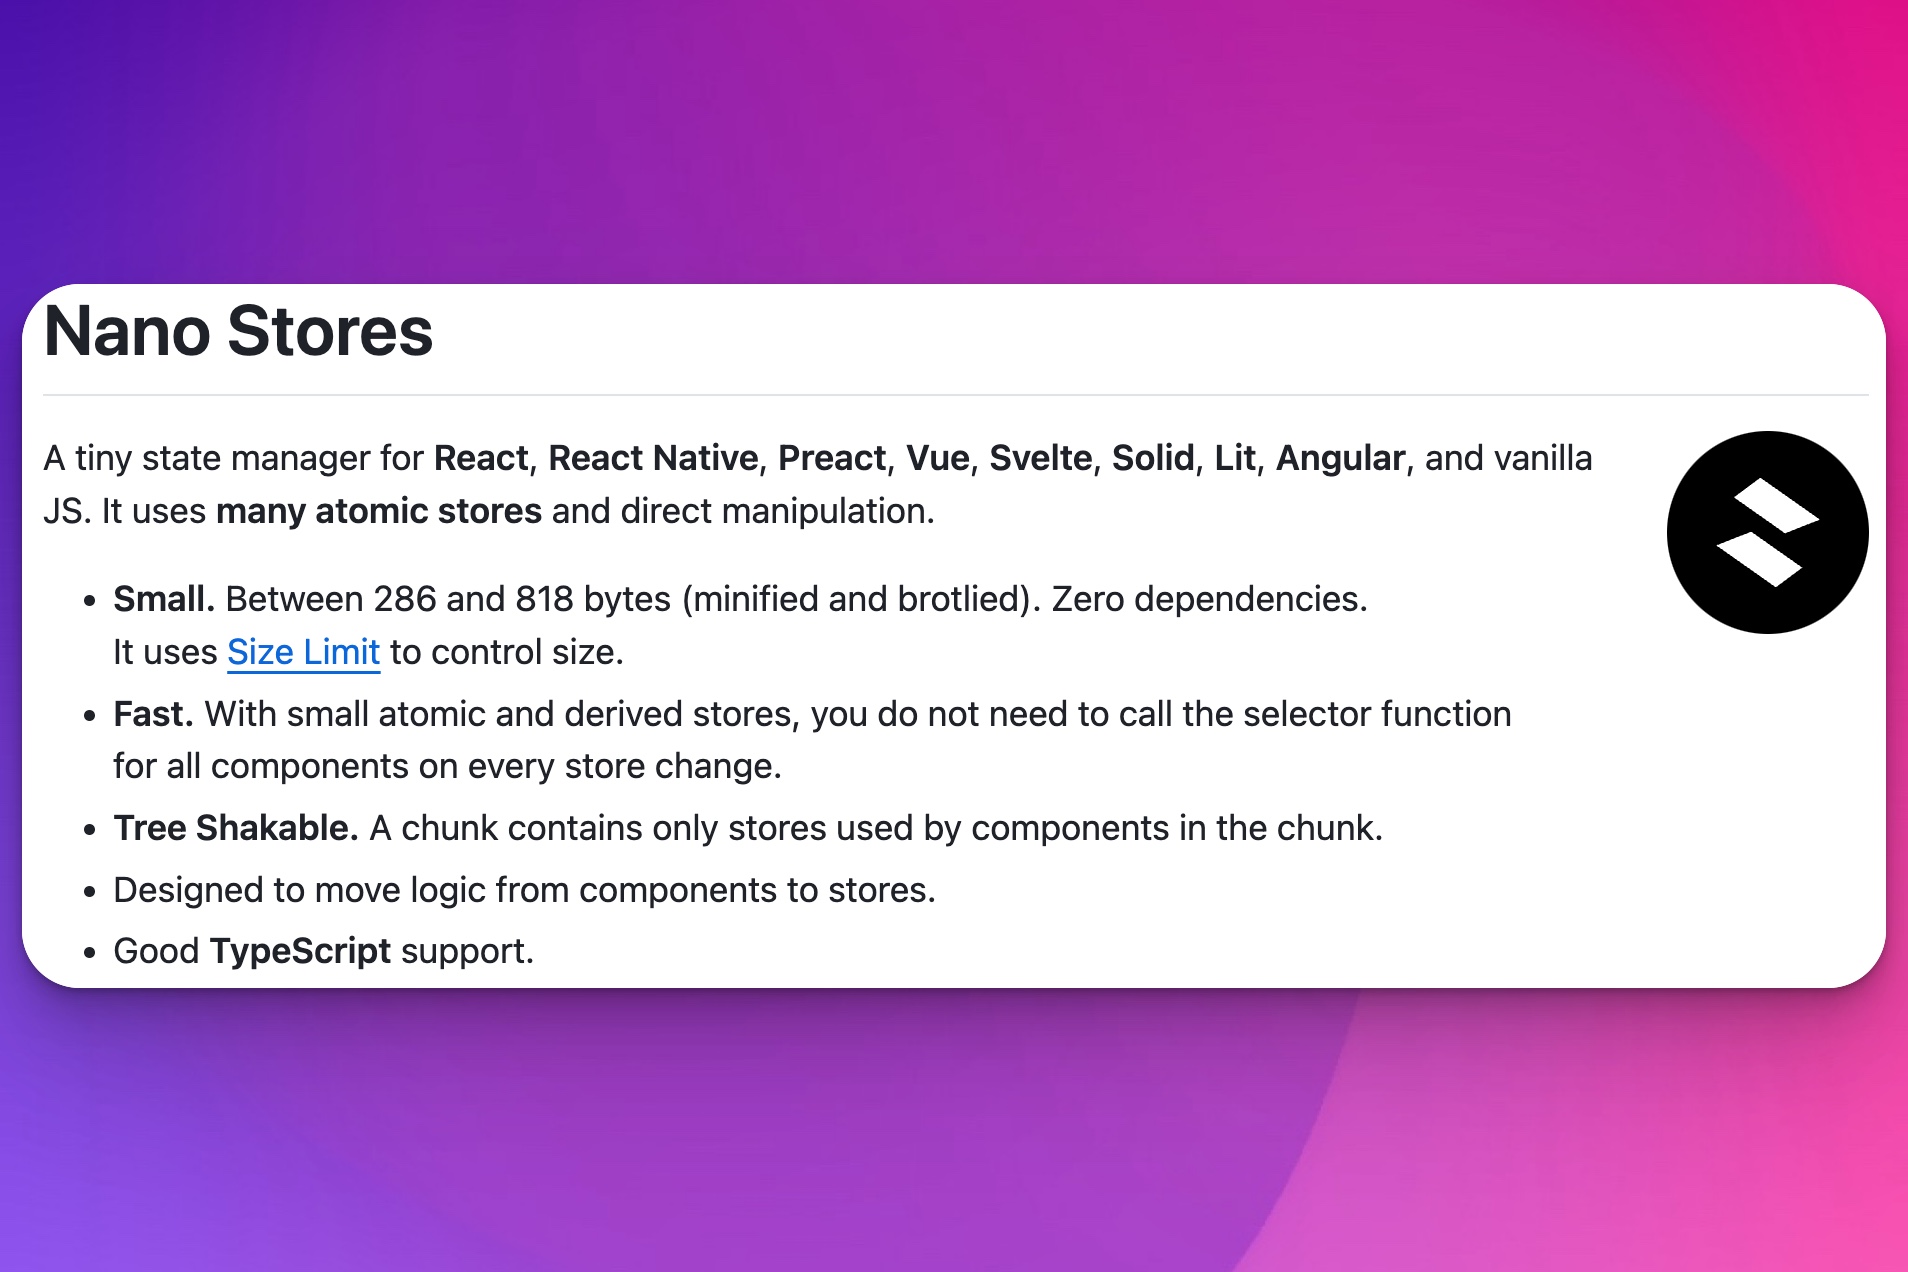 Nano Stores
A tiny state manager for React, React Native, Preact, Vue, Svelte, Solid, Lit, Angular, and vanilla
JS. It uses many atomic stores and direct manipulation.
• Small. Between 286 and 818 bytes (minified and brotlied). Zero dependencies.
It uses Size Limit to control size.
• Fast. With small atomic and derived stores, you do not need to call the selector function
for all components on every store change.
• Tree Shakable. A chunk contains only stores used by components in the chunk.
• Designed to move logic from components to stores.
• Good TypeScript support.